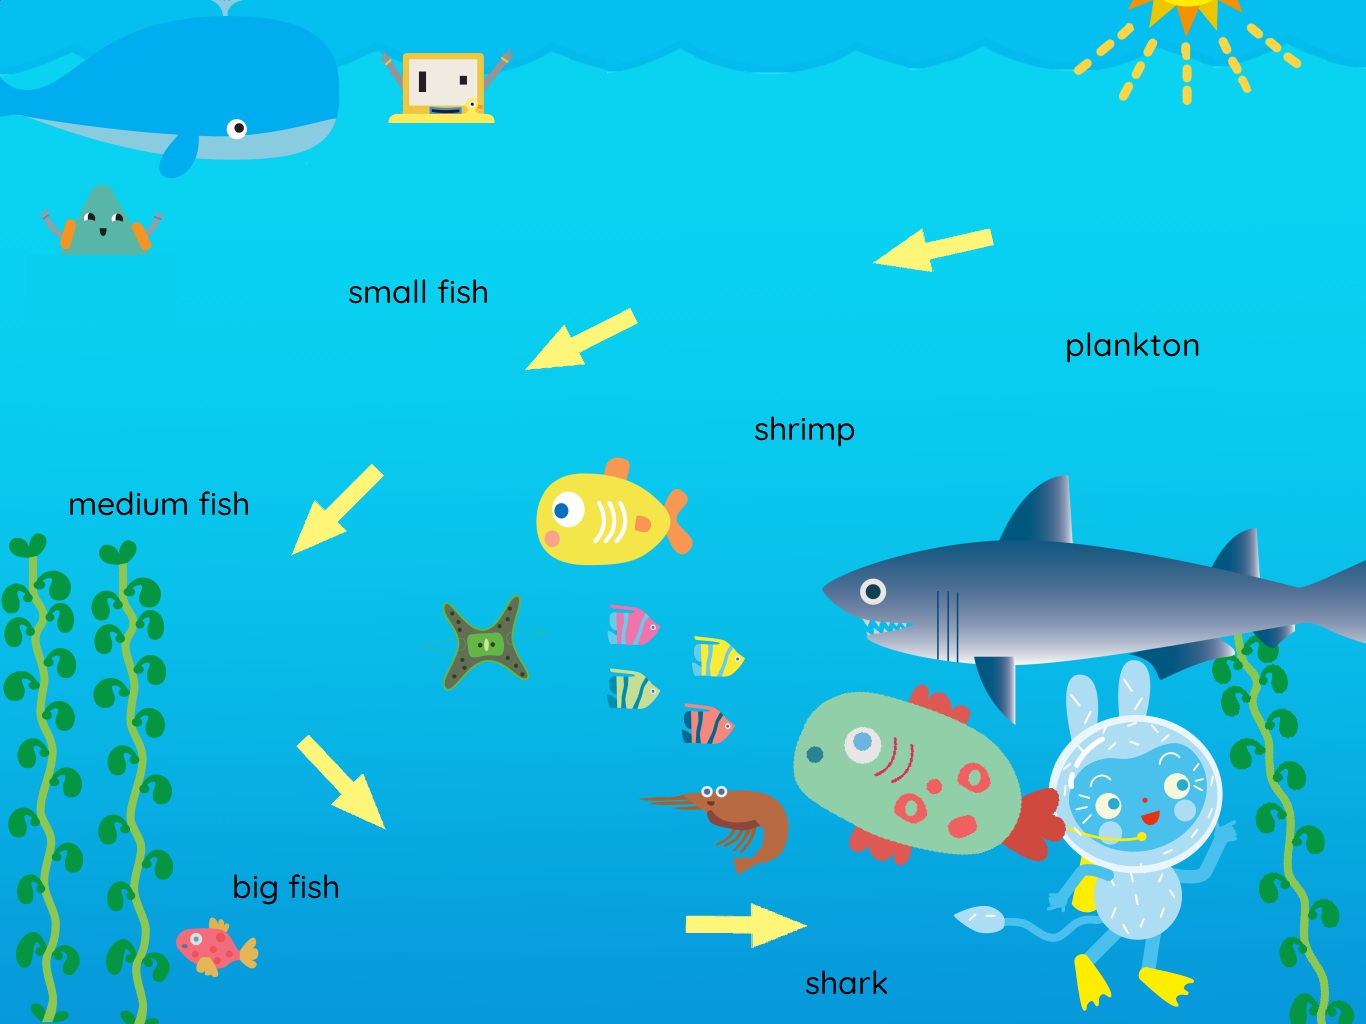 small fish
plankton
shrimp
medium fish
big fish
shark